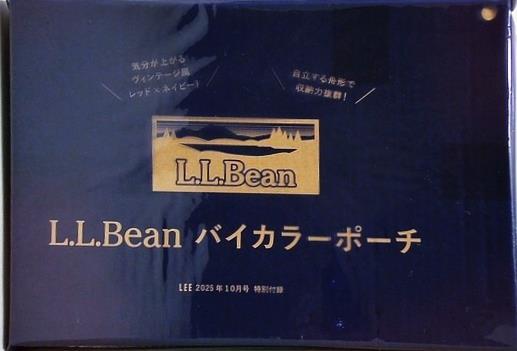 気分が上がる
ヴィンテージ風
レッド×ネイビー！
自立する舟形で
収納力抜群！
L.L.Bean
L.L.Bean バイカラーポーチ
LEE 2025年10月号 特別付録